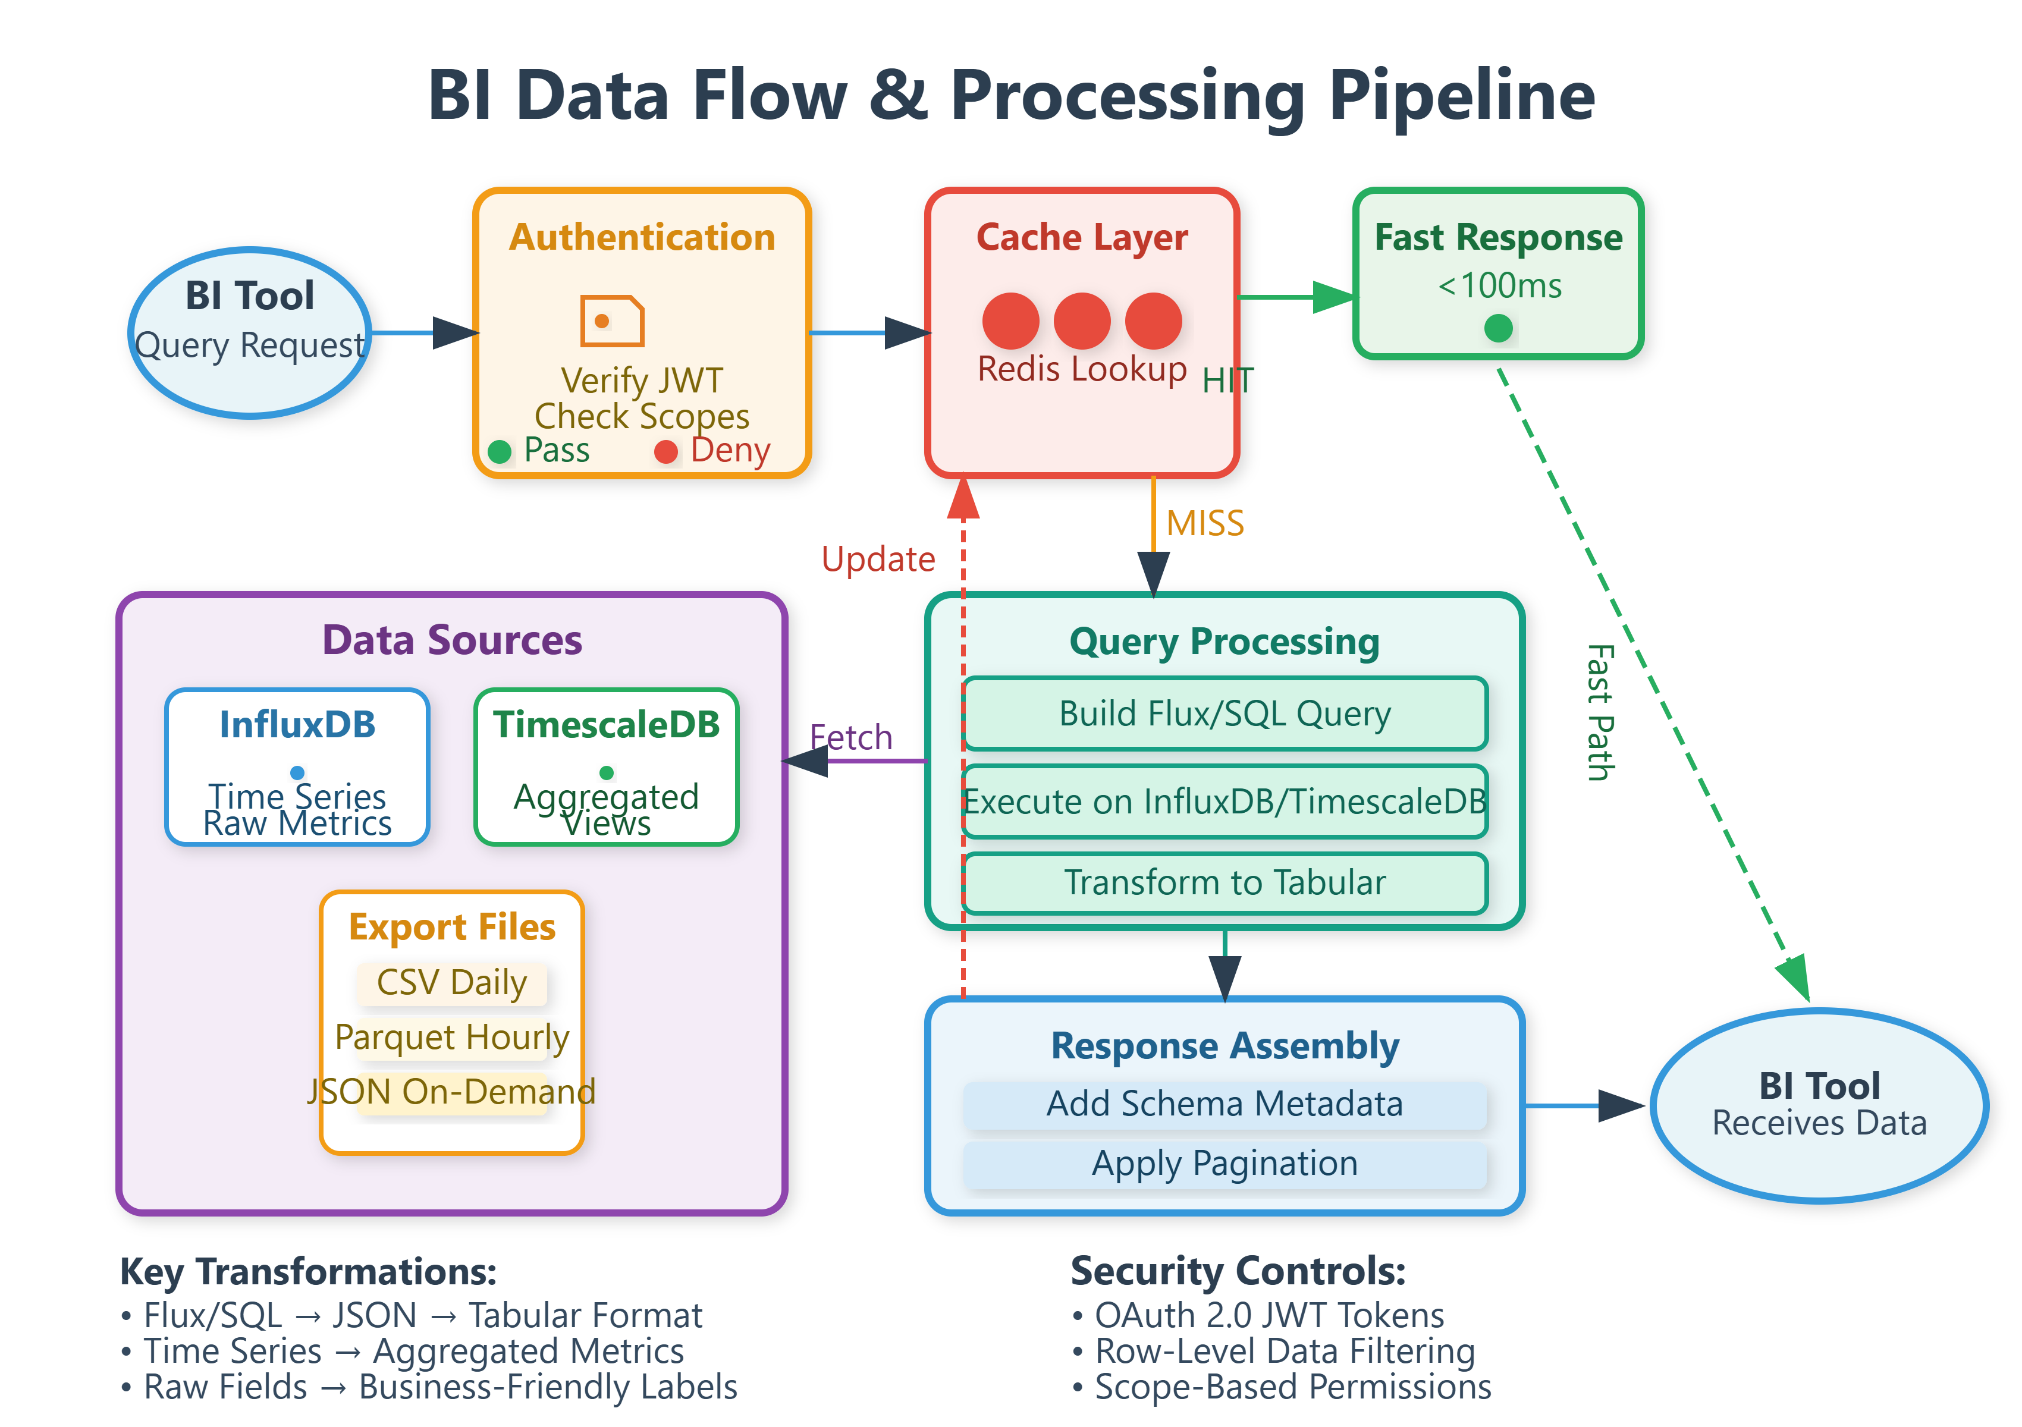 BI Data Flow & Processing Pipeline
BI Tool
Query Request
Authentication
Verify JWT
Check Scopes
Pass
Deny
Cache Layer
Redis Lookup
HIT
Fast Response
<100ms
MISS
Update
Fast Path
Data Sources
InfluxDB
Time Series
Raw Metrics
TimescaleDB
Aggregated
Views
Export Files
CSV Daily
Parquet Hourly
JSON On-Demand
Fetch
Query Processing
Build Flux/SQL Query
Execute on InfluxDB/TimescaleDB
Transform to Tabular
Response Assembly
Add Schema Metadata
Apply Pagination
BI Tool
Receives Data
Key Transformations:
• Flux/SQL → JSON → Tabular Format
• Time Series → Aggregated Metrics
• Raw Fields → Business-Friendly Labels
Security Controls:
• OAuth 2.0 JWT Tokens
• Row-Level Data Filtering
• Scope-Based Permissions